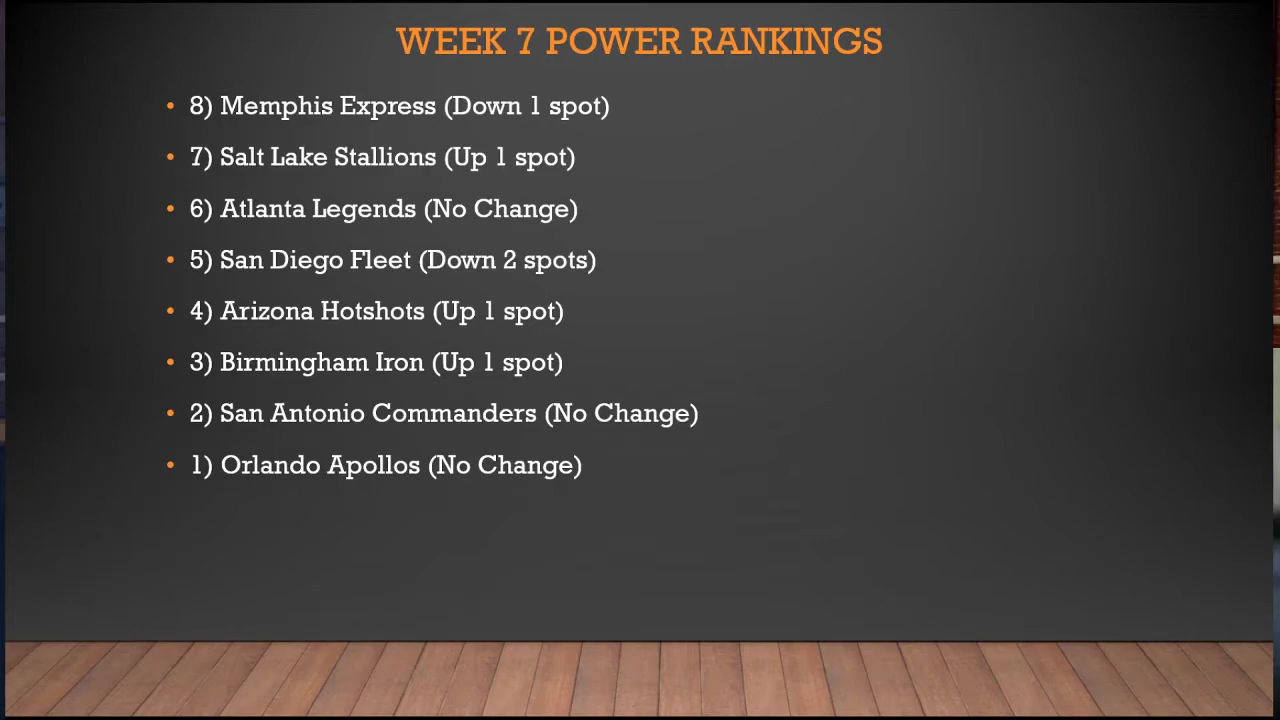 WEEK 7 POWER RANKINGS
• 8) Memphis Express (Down 1 spot)
• 7) Salt Lake Stallions (Up 1 spot)
• 6) Atlanta Legends (No Change)
• 5) San Diego Fleet (Down 2 spots)
• 4) Arizona Hotshots (Up 1 spot)
• 3) Birmingham Iron (Up 1 spot)
• 2) San Antonio Commanders (No Change)
• 1) Orlando Apollos (No Change)